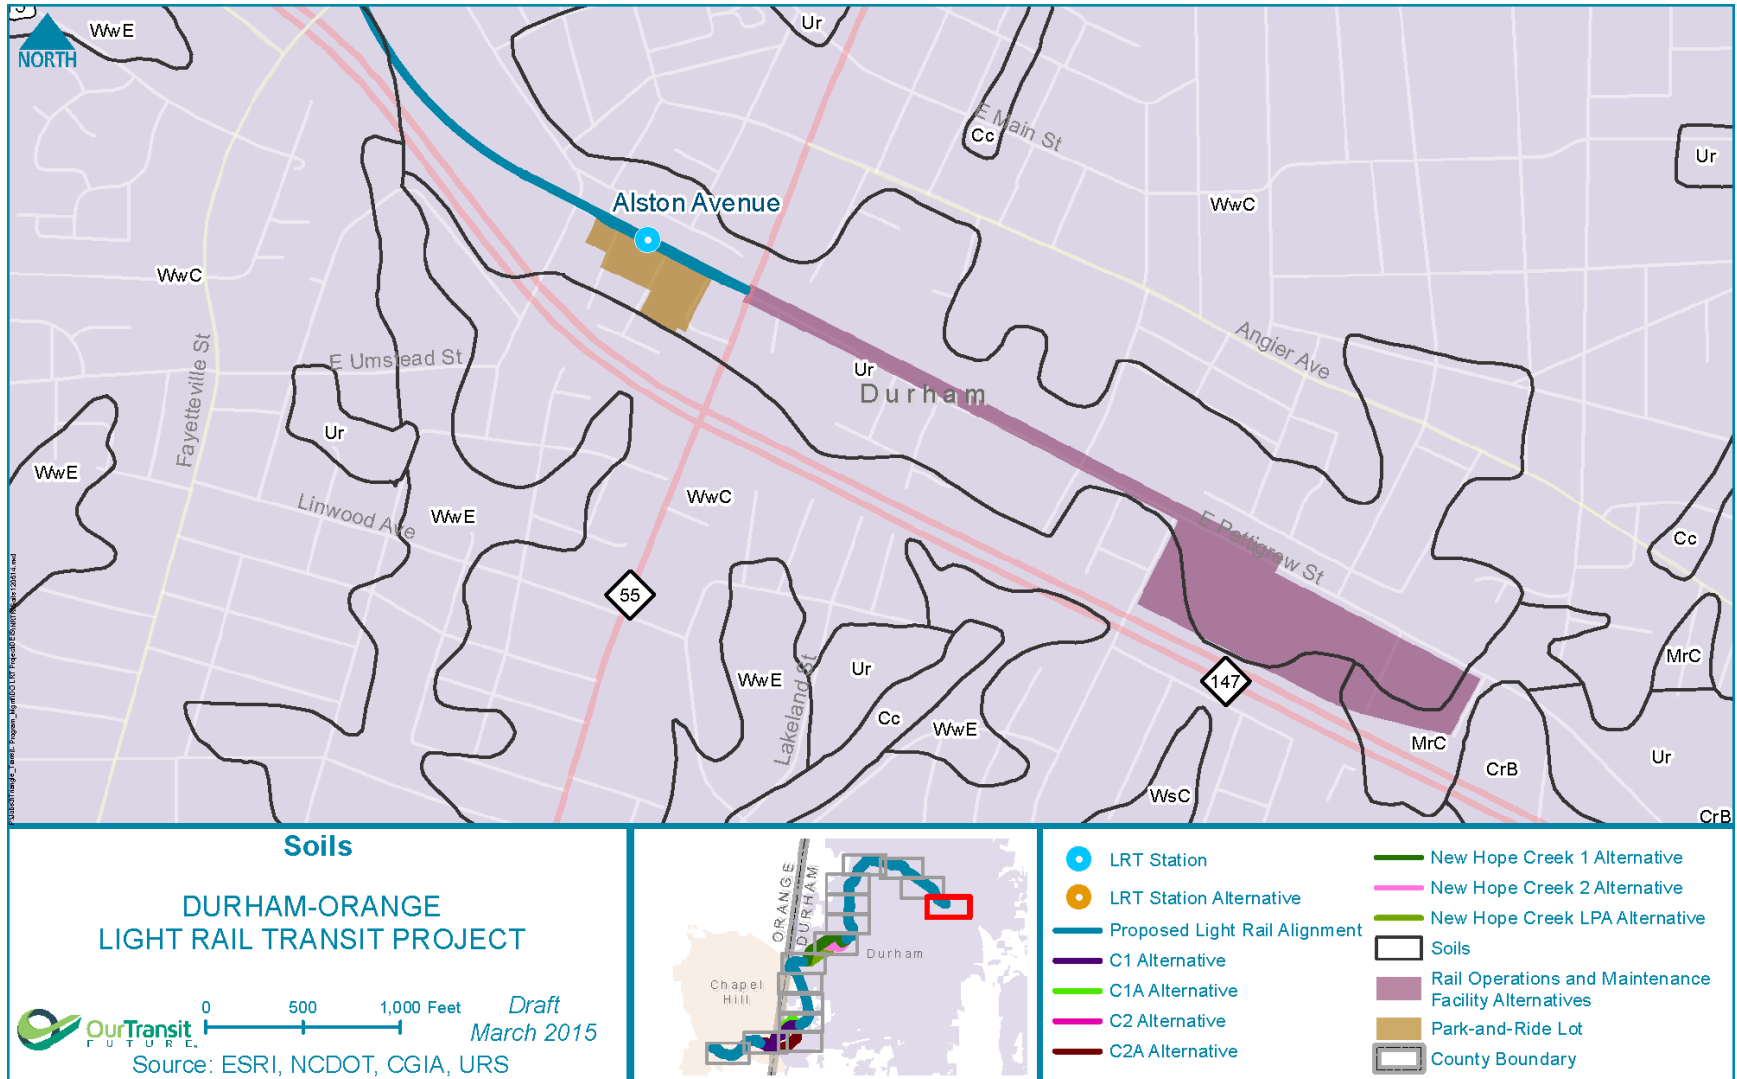 WwE
Ur
NORTH
E Main St
Cc
Ur
Alston Avenue
WwC
WwC
Fayetteville St
E Umstead St
Ur
Durham
Angier Ave
Ur
WwE
Linwood Ave
WwE
WwC
E Pettigrew St
Cc
55
WwE
Lakeland St
Ur
Cc
WwE
147
MrC
MrC
CrB
Ur
WsC
CrB
Soils
DURHAM-ORANGE
LIGHT RAIL TRANSIT PROJECT
0 500 1,000 Feet
Draft
March 2015
OurTransit
FUTURE
Source: ESRI, NCDOT, CGIA, URS
ORANGE
DURHAM
Durham
Chapel
Hill
LRT Station
LRT Station Alternative
Proposed Light Rail Alignment
C1 Alternative
C1A Alternative
C2 Alternative
C2A Alternative
New Hope Creek 1 Alternative
New Hope Creek 2 Alternative
New Hope Creek LPA Alternative
Soils
Rail Operations and Maintenance
Facility Alternatives
Park-and-Ride Lot
County Boundary